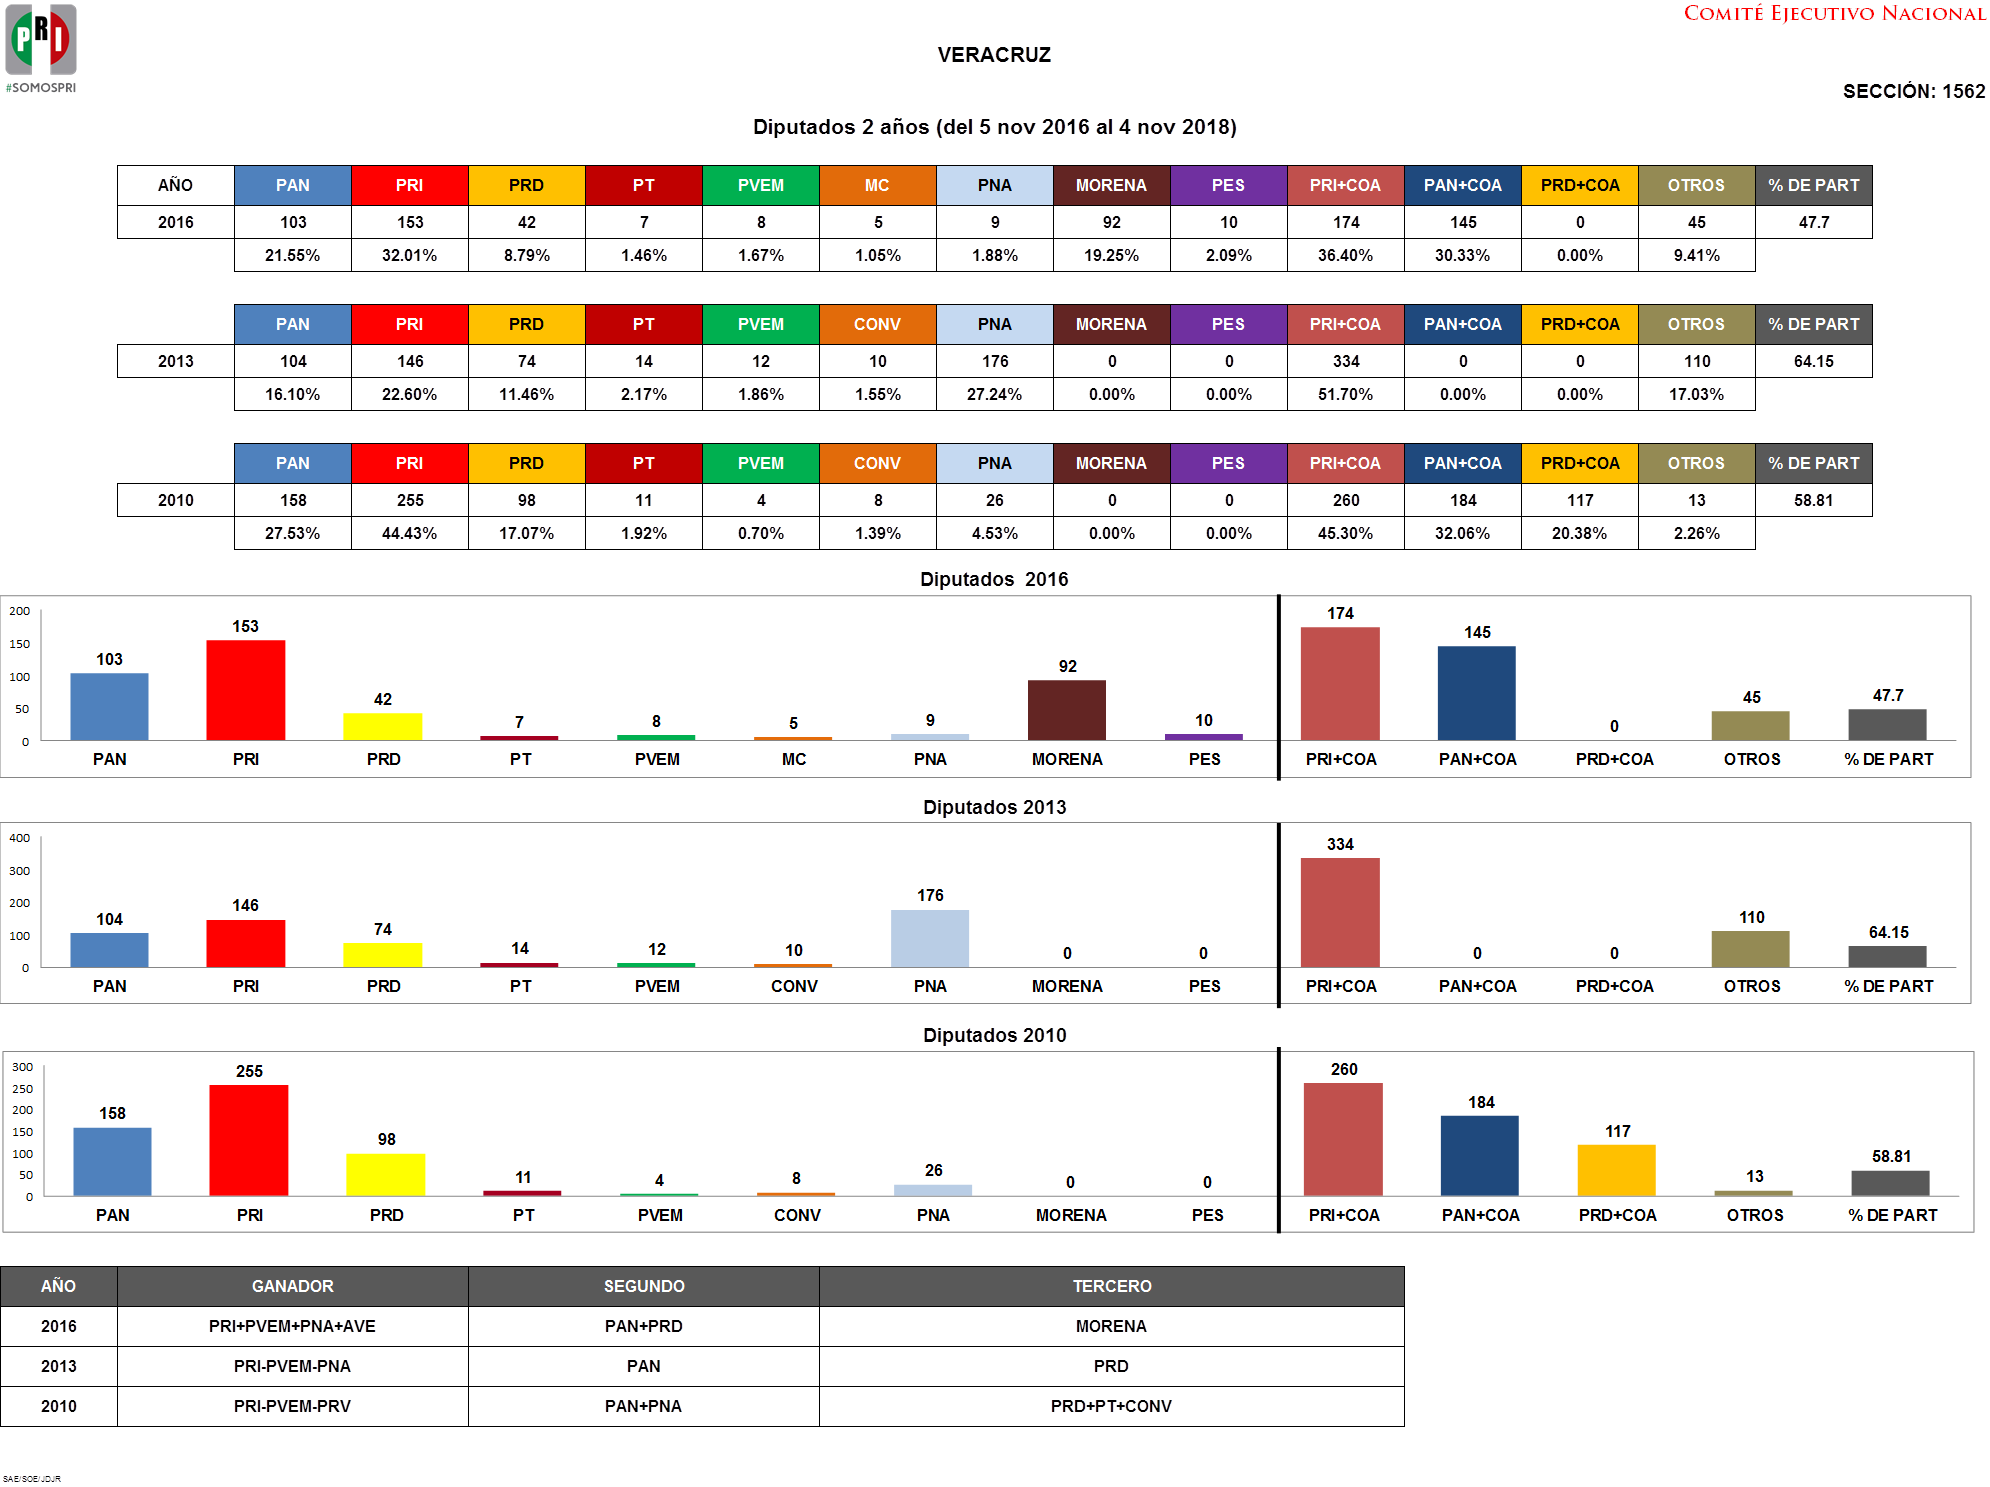 COMITÉ EJECUTIVO NACIONAL
PRI
#SOMOSPRI
VERACRUZ
SECCIÓN: 1562
Diputados 2 años (del 5 nov 2016 al 4 nov 2018)
AÑO PAN PRI PRD PT PVEM MC PNA MORENA PES PRI+COA PAN+COA PRD+COA OTROS % DE PART
2016 103 153 42 7 8 5 9 92 10 174 145 0 45 47.7
21.55% 32.01% 8.79% 1.46% 1.67% 1.05% 1.88% 19.25% 2.09% 36.40% 30.33% 0.00% 9.41%
PAN PRI PRD PT PVEM CONV PNA MORENA PES PRI+COA PAN+COA PRD+COA OTROS % DE PART
2013 104 146 74 14 12 10 176 0 0 334 0 0 110 64.15
16.10% 22.60% 11.46% 2.17% 1.86% 1.55% 27.24% 0.00% 0.00% 51.70% 0.00% 0.00% 17.03%
PAN PRI PRD PT PVEM CONV PNA MORENA PES PRI+COA PAN+COA PRD+COA OTROS % DE PART
2010 158 255 98 11 4 8 26 0 0 260 184 117 13 58.81
27.53% 44.43% 17.07% 1.92% 0.70% 1.39% 4.53% 0.00% 0.00% 45.30% 32.06% 20.38% 2.26%
Diputados 2016
200
150
100
50
0
103 153 42 7 8 5 9 92 10 174 145 0 45 47.7
PAN PRI PRD PT PVEM MC PNA MORENA PES PRI+COA PAN+COA PRD+COA OTROS % DE PART
Diputados 2013
400
300
200
100
0
104 146 74 14 12 10 176 0 0 334 0 0 110 64.15
PAN PRI PRD PT PVEM CONV PNA MORENA PES PRI+COA PAN+COA PRD+COA OTROS % DE PART
Diputados 2010
300
250
200
150
100
50
0
158 255 98 11 4 8 26 0 0 260 184 117 13 58.81
PAN PRI PRD PT PVEM CONV PNA MORENA PES PRI+COA PAN+COA PRD+COA OTROS % DE PART
AÑO GANADOR SEGUNDO TERCERO
2016 PRI+PVEM+PNA+AVE PAN+PRD MORENA
2013 PRI-PVEM-PNA PAN PRD
2010 PRI-PVEM-PRV PAN+PNA PRD+PT+CONV
SAE/SOE/JDJR